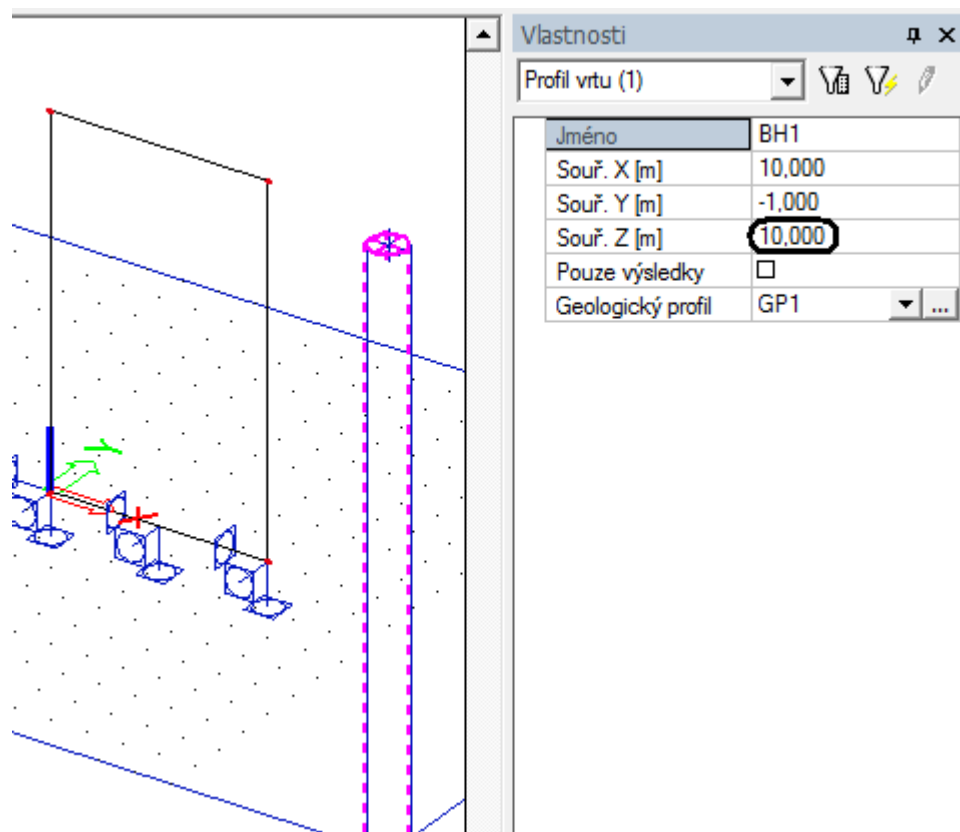 Vlastnosti
Profil vrtu (1)
Jméno BH1
Souř. X [m] 10,000
Souř. Y [m] -1,000
Souř. Z [m] 10,000
Pouze výsledky
Geologický profil GP1 ...
Y
X